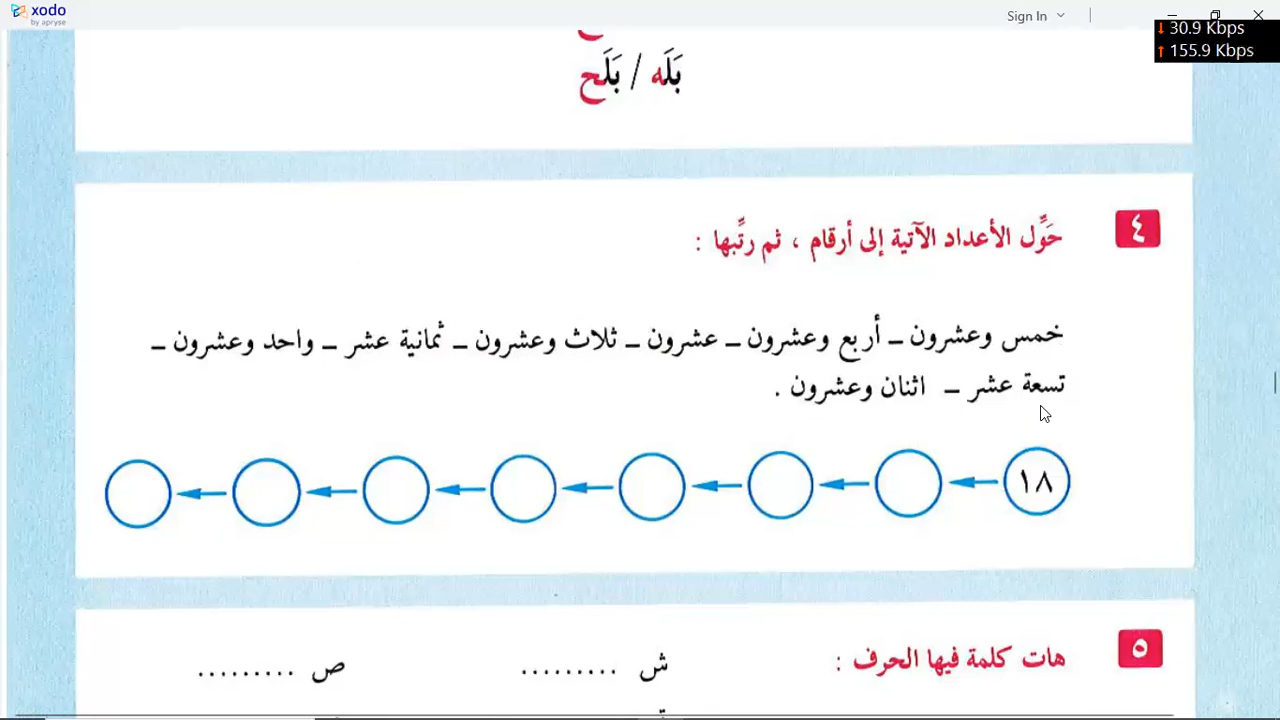 xodo
by apryse
Sign In
↓ 30.9 Kbps
↑ 155.9 Kbps
بَلَه / بَلَح
٤
حَوِّل الأعداد الآتية إلى أرقام ، ثم رتِّبها :
خمس وعشرون – أربع وعشرون – عشرون – ثلاث وعشرون – ثمانية عشر – واحد وعشرون –
تسعة عشر – اثنان وعشرون .
١٨
٥
هات كلمة فيها الحرف :
ش .........
ص .........